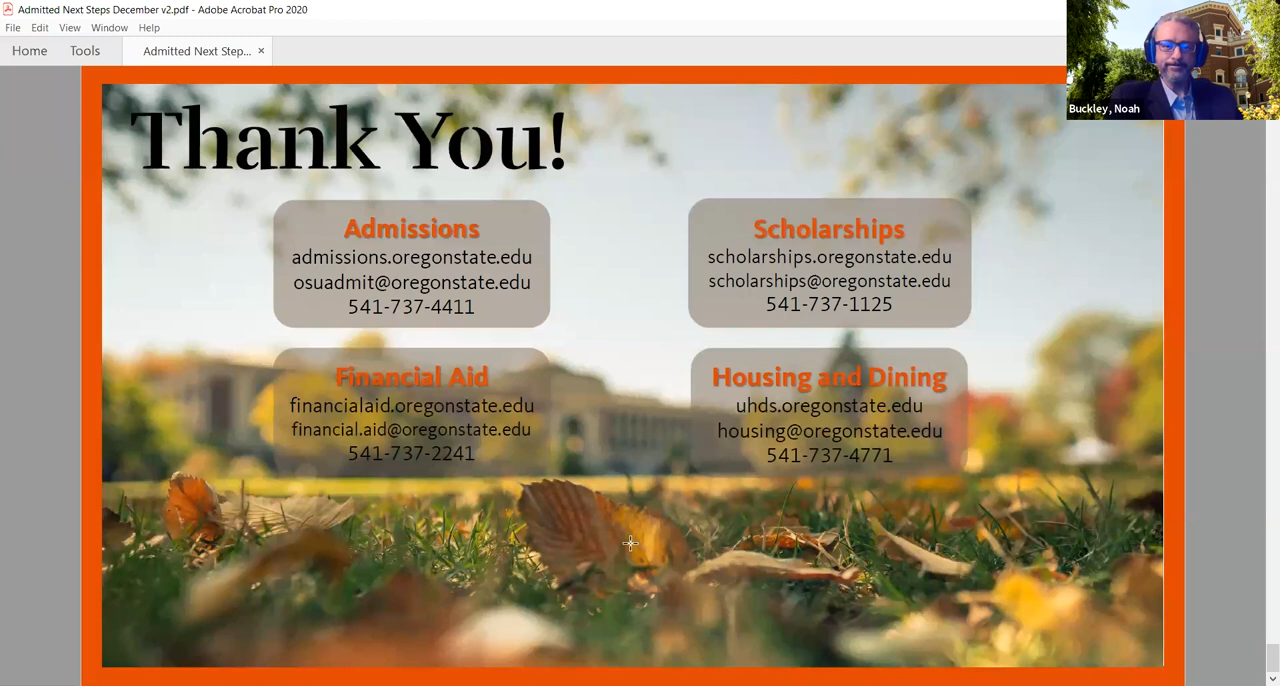 Admitted Next Steps December v2.pdf - Adobe Acrobat Pro 2020
File Edit View Window Help
Home Tools Admitted Next Step... ×
Buckley, Noah
Thank You!
Admissions
admissions.oregonstate.edu
osuadmit@oregonstate.edu
541-737-4411
Scholarships
scholarships.oregonstate.edu
scholarships@oregonstate.edu
541-737-1125
Financial Aid
financialaid.oregonstate.edu
financial.aid@oregonstate.edu
541-737-2241
Housing and Dining
uhds.oregonstate.edu
housing@oregonstate.edu
541-737-4771